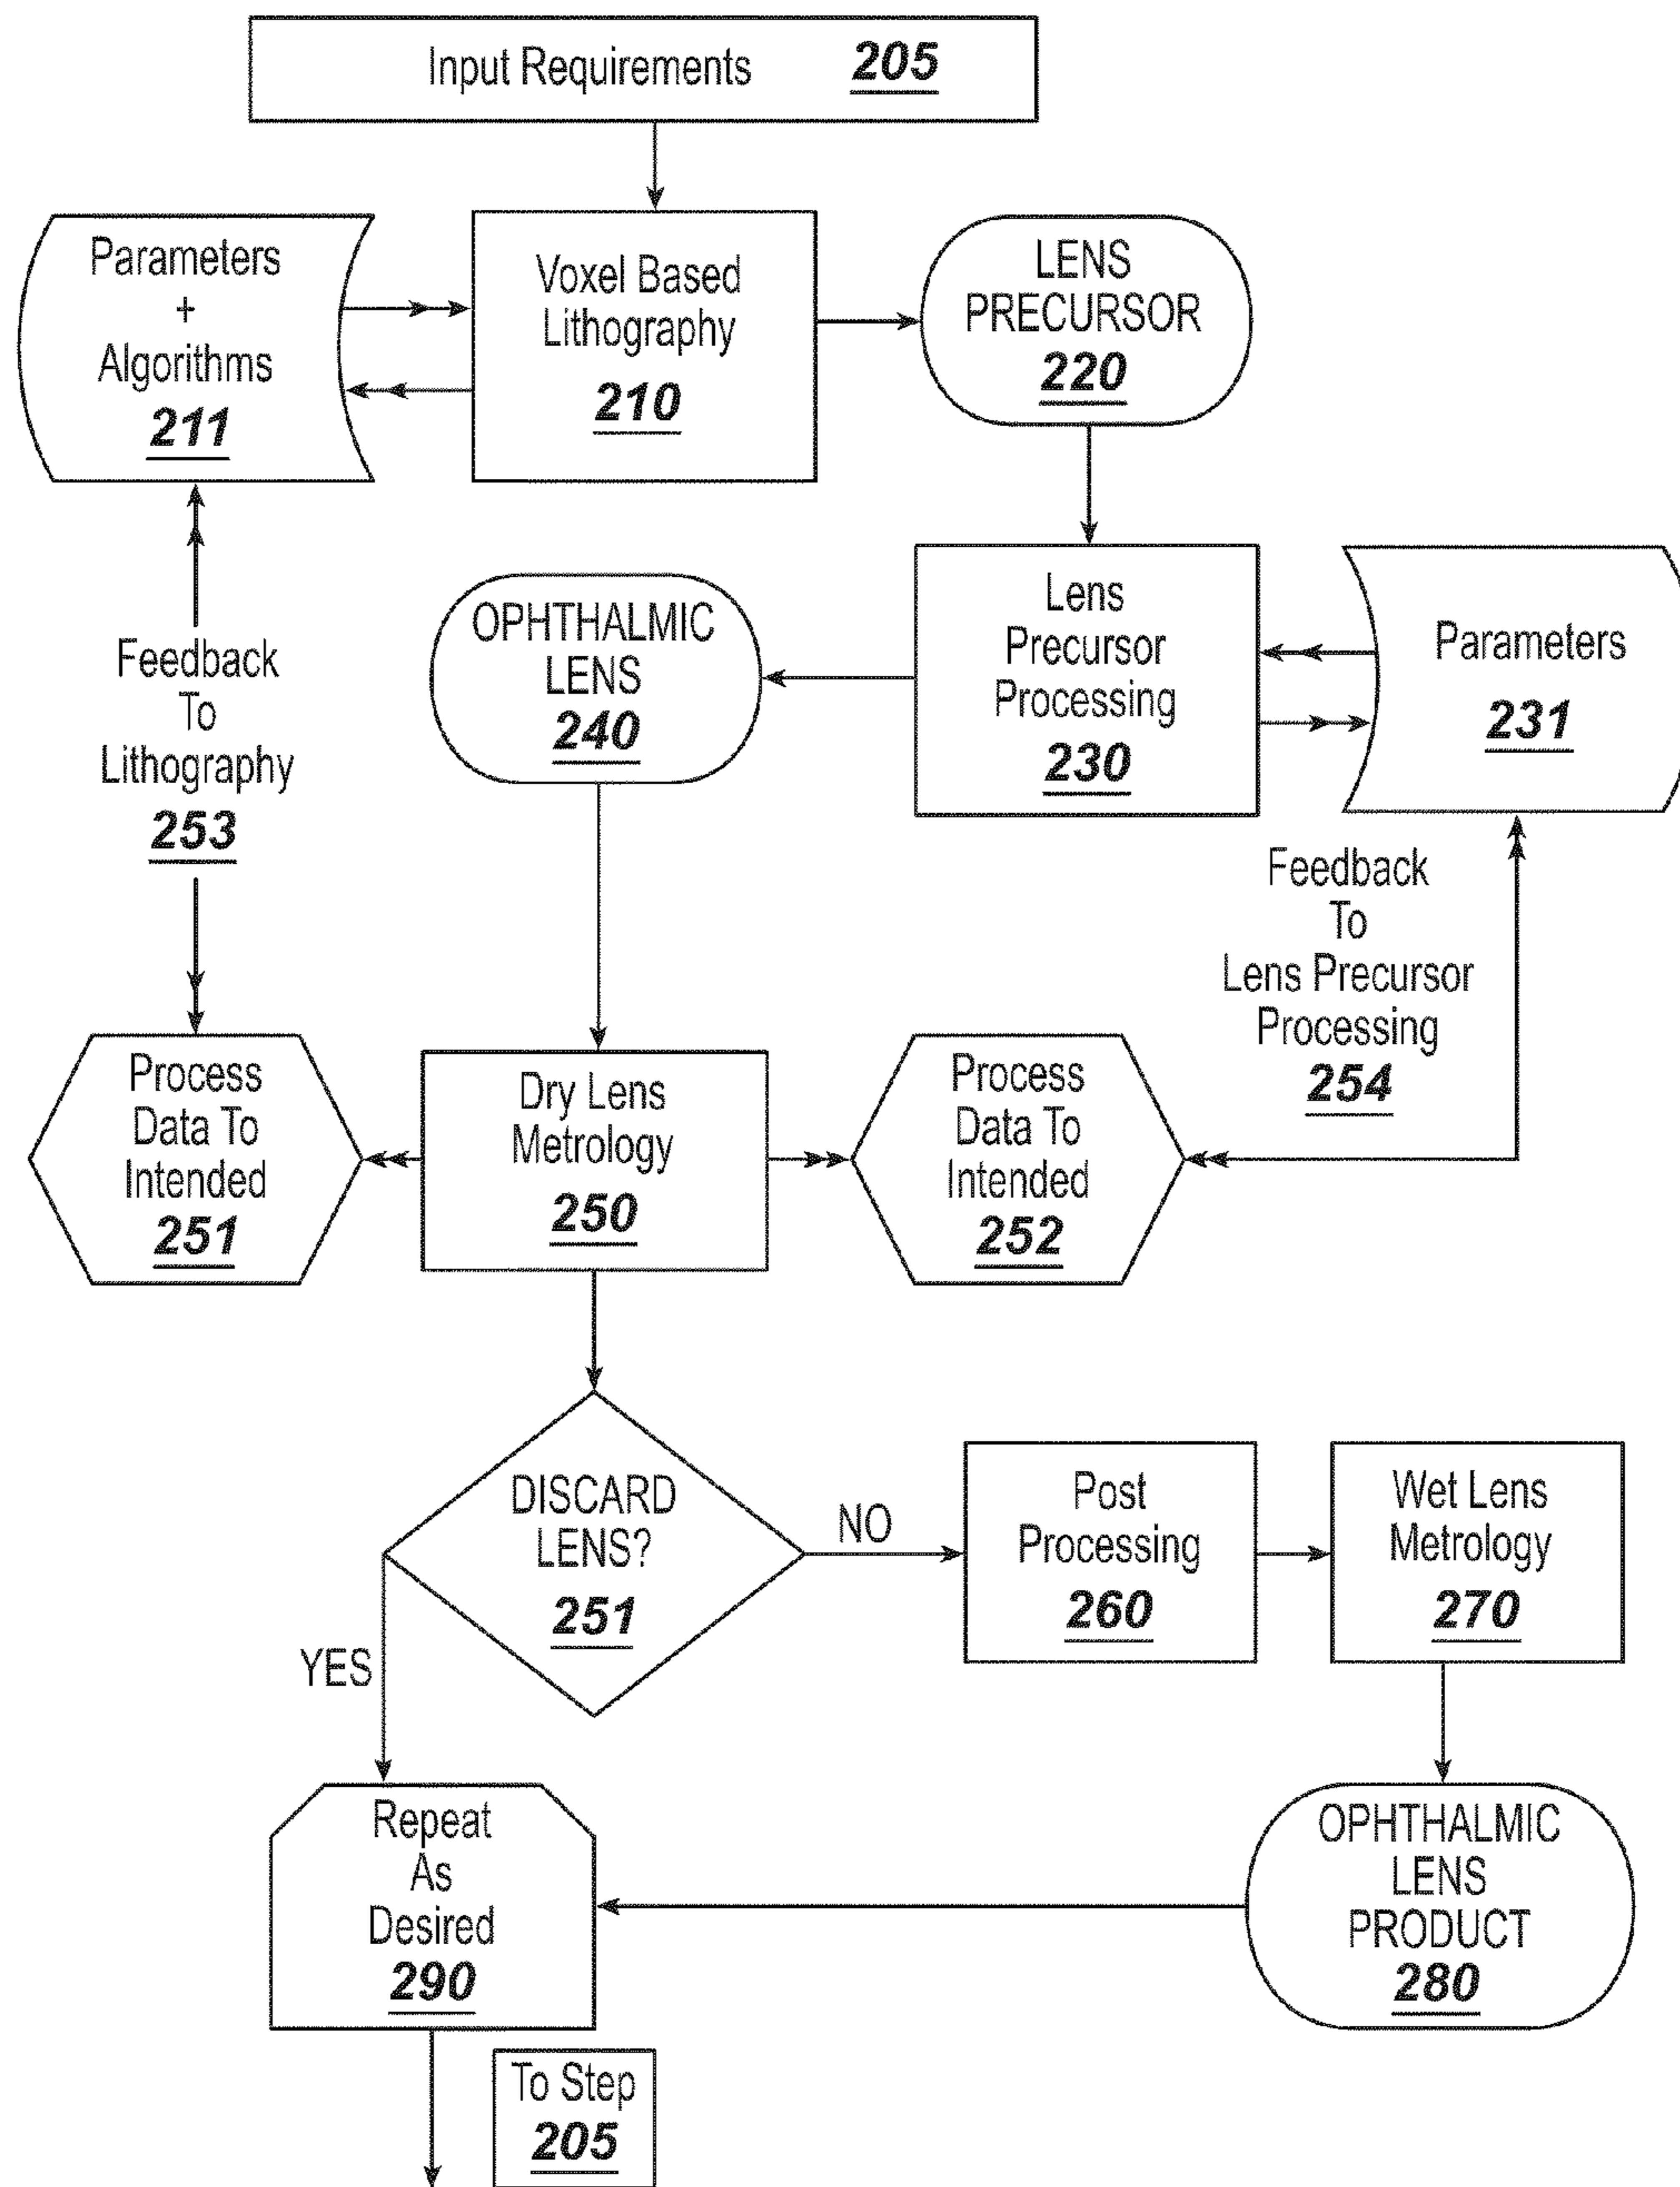 Input Requirements 205
Parameters
+
Algorithms
211
Voxel Based
Lithography
210
LENS
PRECURSOR
220
OPHTHALMIC
LENS
240
Lens
Precursor
Processing
230
Parameters
231
Feedback
To
Lithography
253
Feedback
To
Lens Precursor
Processing
254
Process
Data To
Intended
251
Dry Lens
Metrology
250
Process
Data To
Intended
252
DISCARD
LENS?
251
NO
YES
Post
Processing
260
Wet Lens
Metrology
270
Repeat
As
Desired
290
OPHTHALMIC
LENS
PRODUCT
280
To Step
205